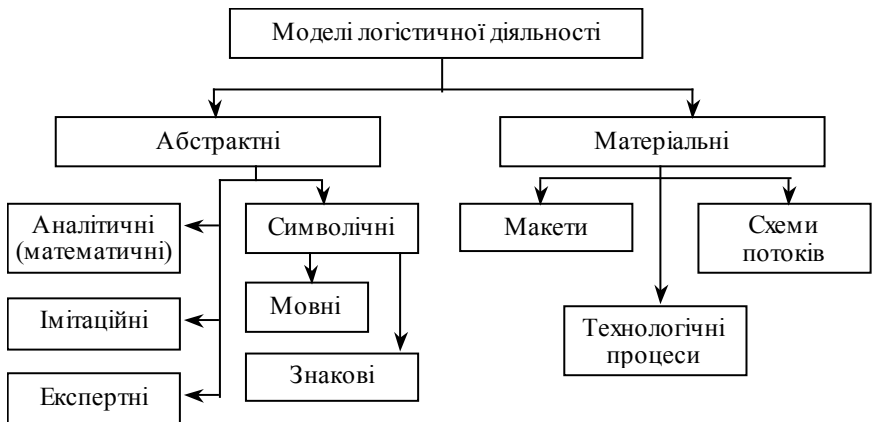 Моделі логістичної діяльності
Абстрактні
Матеріальні
Аналітичні
(математичні)
Символічні
Макети
Схеми
потоків
Імітаційні
Мовні
Технологічні
процеси
Експертні
Знакові